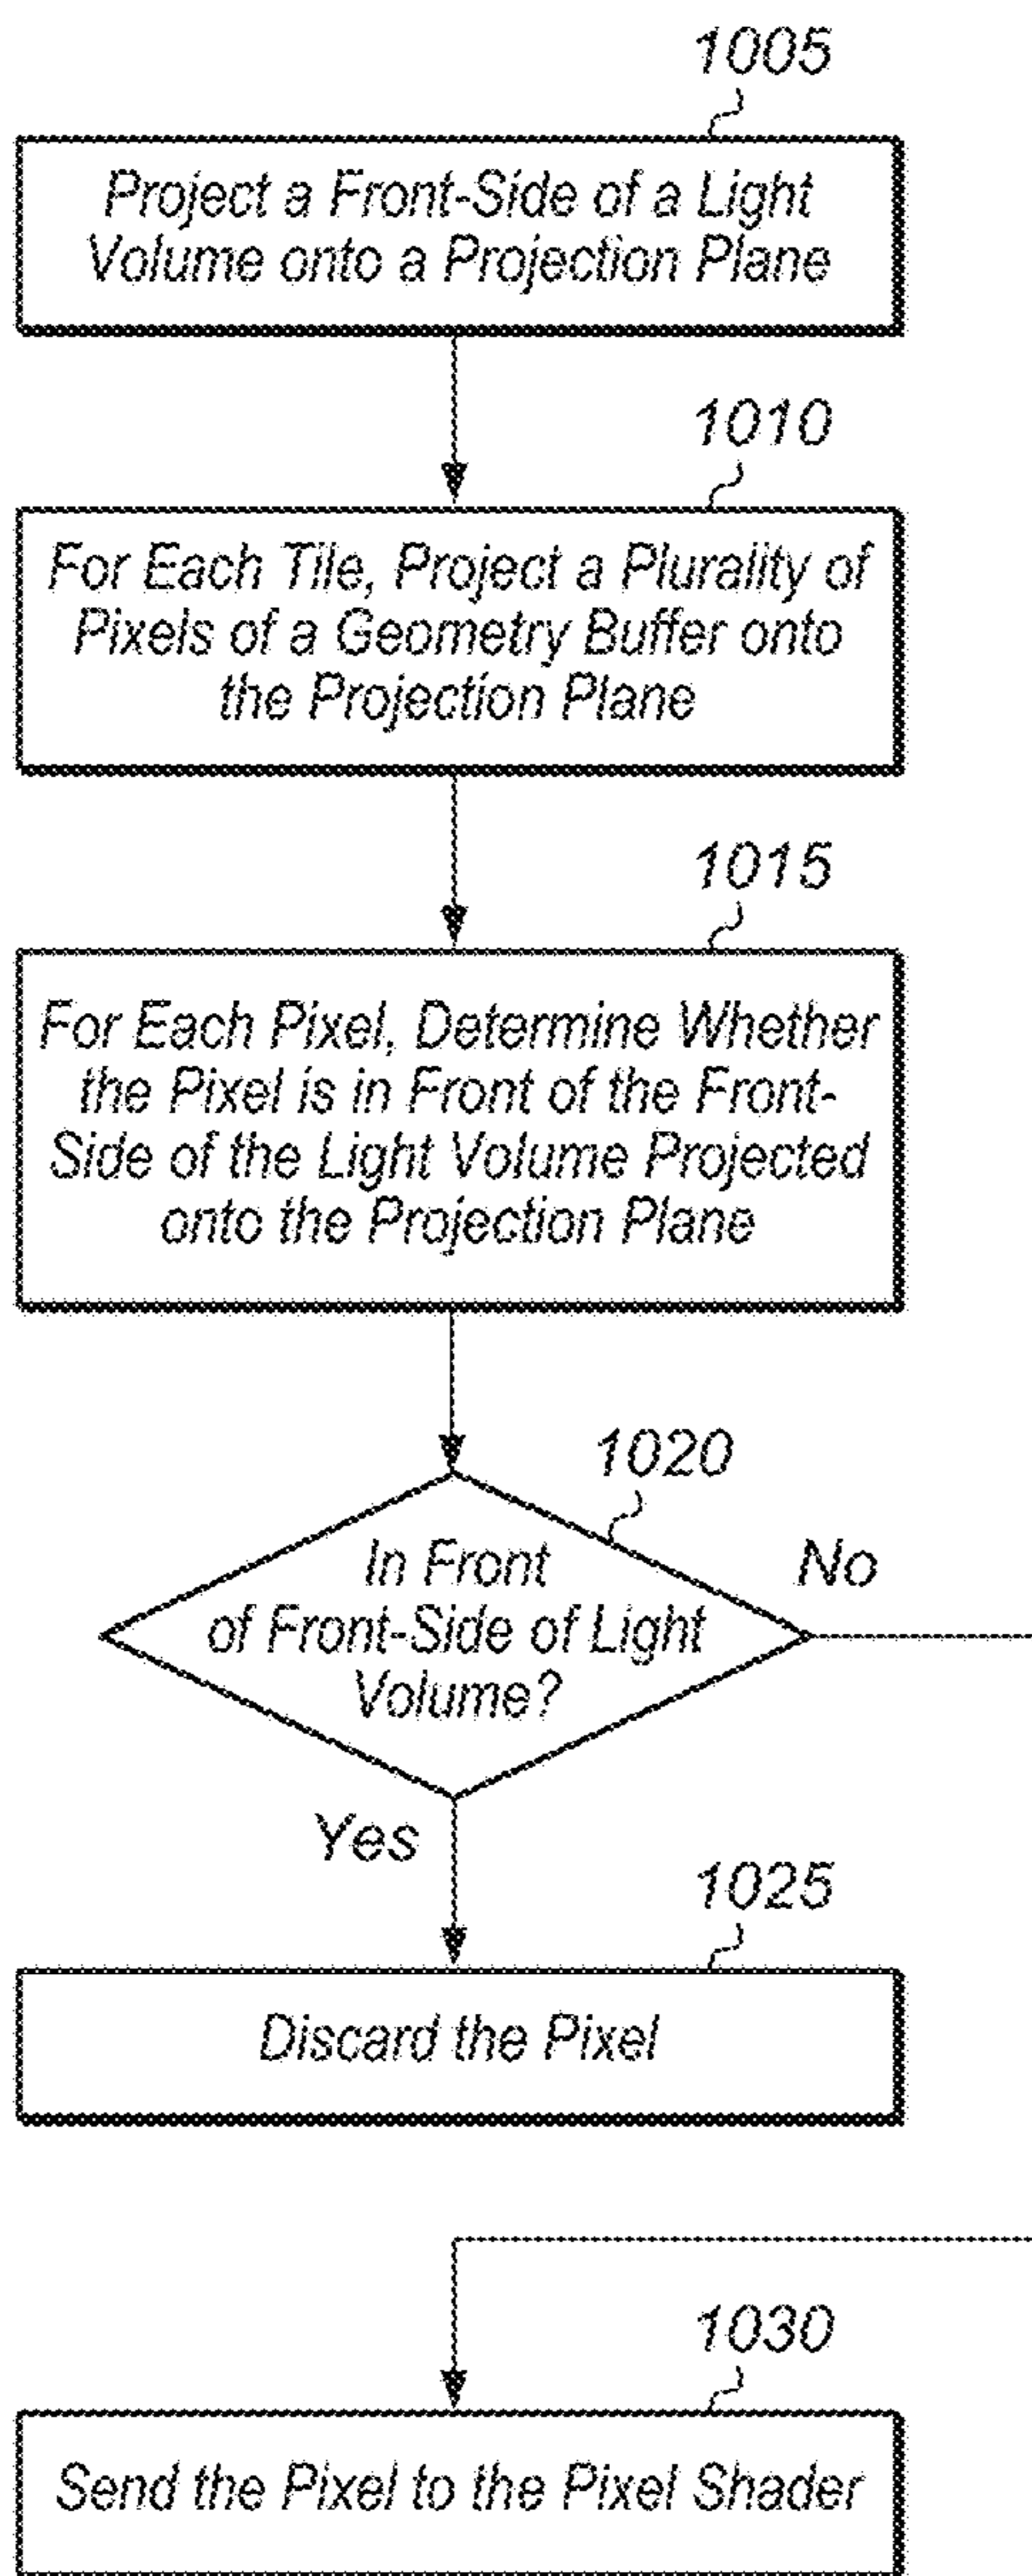 1005
Project a Front-Side of a Light
Volume onto a Projection Plane
1010
For Each Tile, Project a Plurality of
Pixels of a Geometry Buffer onto
the Projection Plane
1015
For Each Pixel, Determine Whether
the Pixel is in Front of the Front-
Side of the Light Volume Projected
onto the Projection Plane
1020
In Front
of Front-Side of Light
Volume?
No
Yes
1025
Discard the Pixel
1030
Send the Pixel to the Pixel Shader